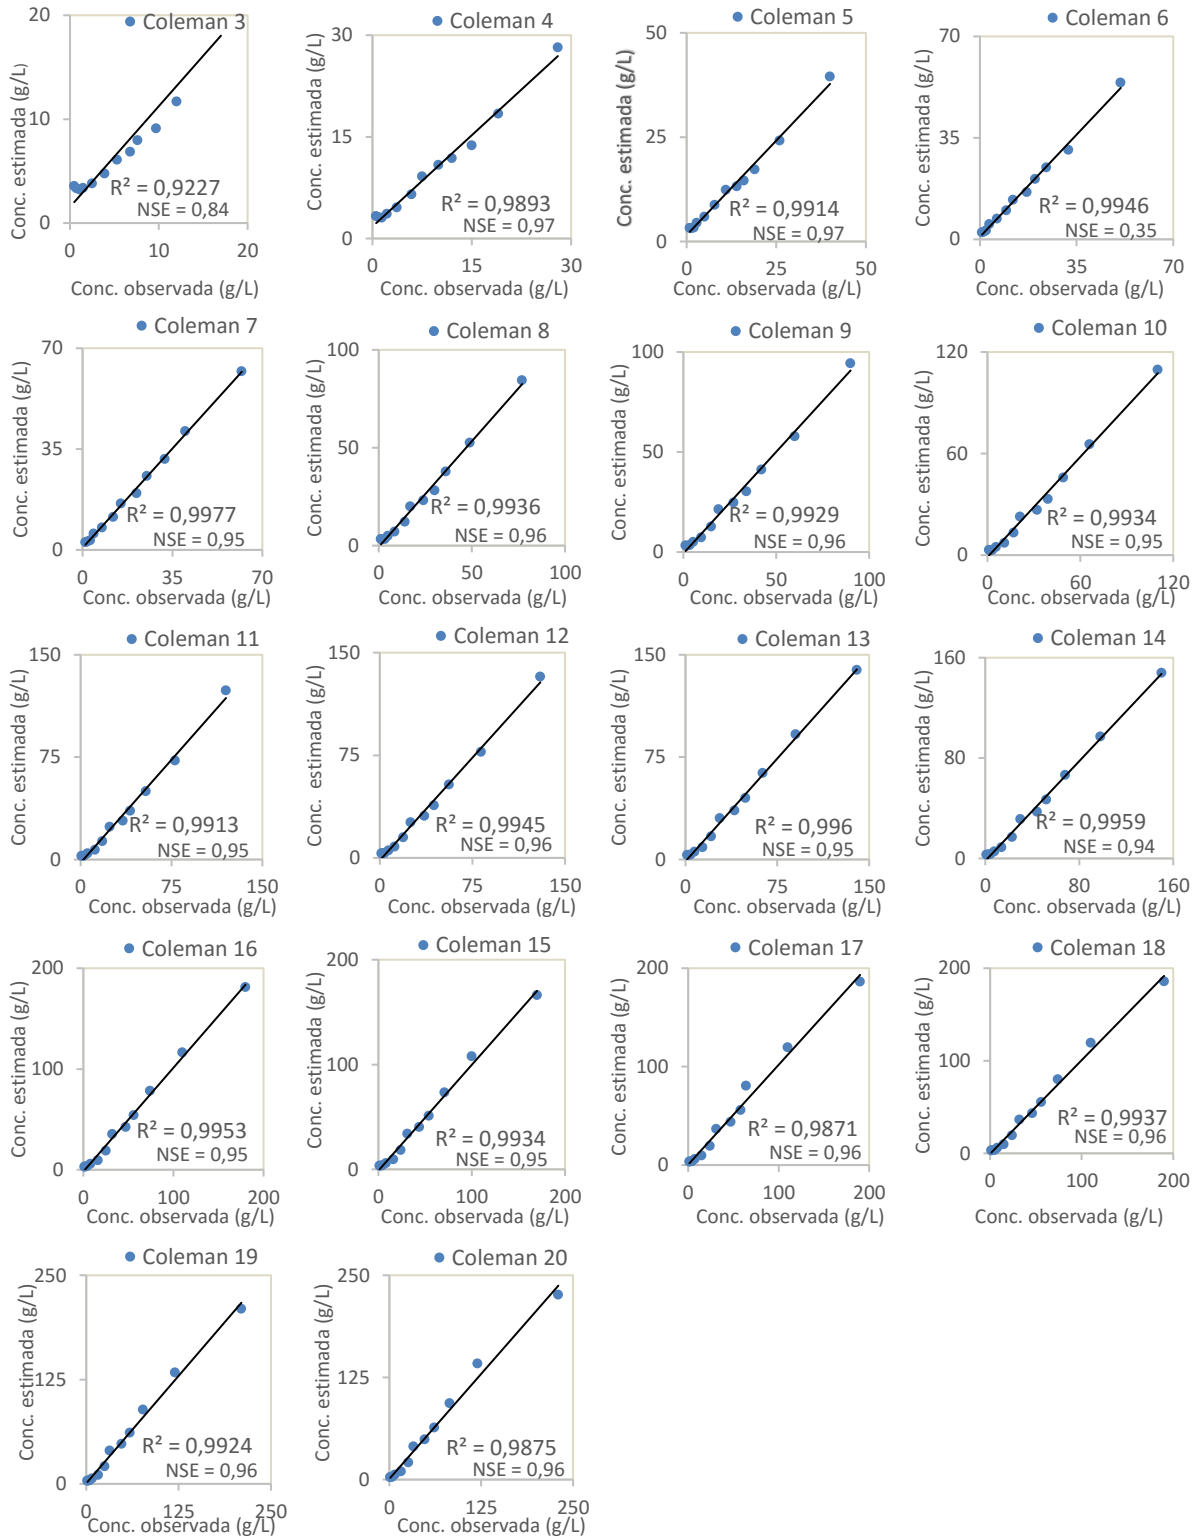 Coleman 3
Conc. estimada (g/L)
20
10
0
R² = 0,9227
NSE = 0,84
0 10 20
Conc. observada (g/L)
Coleman 4
Conc. estimada (g/L)
30
15
0
R² = 0,9893
NSE = 0,97
0 15 30
Conc. observada (g/L)
Coleman 5
Conc. estimada (g/L)
50
25
0
R² = 0,9914
NSE = 0,97
0 25 50
Conc. observada (g/L)
Coleman 6
Conc. estimada (g/L)
70
35
0
R² = 0,9946
NSE = 0,35
0 35 70
Conc. observada (g/L)
Coleman 7
Conc. estimada (g/L)
70
35
0
R² = 0,9977
NSE = 0,95
0 35 70
Conc. observada (g/L)
Coleman 8
Conc. estimada (g/L)
100
50
0
R² = 0,9936
NSE = 0,96
0 50 100
Conc. observada (g/L)
Coleman 9
Conc. estimada (g/L)
100
50
0
R² = 0,9929
NSE = 0,96
0 50 100
Conc. observada (g/L)
Coleman 10
Conc. estimada (g/L)
120
60
0
R² = 0,9934
NSE = 0,95
0 60 120
Conc. observada (g/L)
Coleman 11
Conc. estimada (g/L)
150
75
0
R² = 0,9913
NSE = 0,95
0 75 150
Conc. observada (g/L)
Coleman 12
Conc. estimada (g/L)
150
75
0
R² = 0,9945
NSE = 0,96
0 75 150
Conc. observada (g/L)
Coleman 13
Conc. estimada (g/L)
150
75
0
R² = 0,996
NSE = 0,95
0 75 150
Conc. observada (g/L)
Coleman 14
Conc. estimada (g/L)
160
80
0
R² = 0,9959
NSE = 0,94
0 80 160
Conc. observada (g/L)
Coleman 16
Conc. estimada (g/L)
200
100
0
R² = 0,9953
NSE = 0,95
0 100 200
Conc. observada (g/L)
Coleman 15
Conc. estimada (g/L)
200
100
0
R² = 0,9934
NSE = 0,95
0 100 200
Conc. observada (g/L)
Coleman 17
Conc. estimada (g/L)
200
100
0
R² = 0,9871
NSE = 0,96
0 100 200
Conc. observada (g/L)
Coleman 18
Conc. estimada (g/L)
200
100
0
R² = 0,9937
NSE = 0,96
0 100 200
Conc. observada (g/L)
Coleman 19
Conc. estimada (g/L)
250
125
0
R² = 0,9924
NSE = 0,96
0 125 250
Conc. observada (g/L)
Coleman 20
Conc. estimada (g/L)
250
125
0
R² = 0,9875
NSE = 0,96
0 125 250
Conc. observada (g/L)